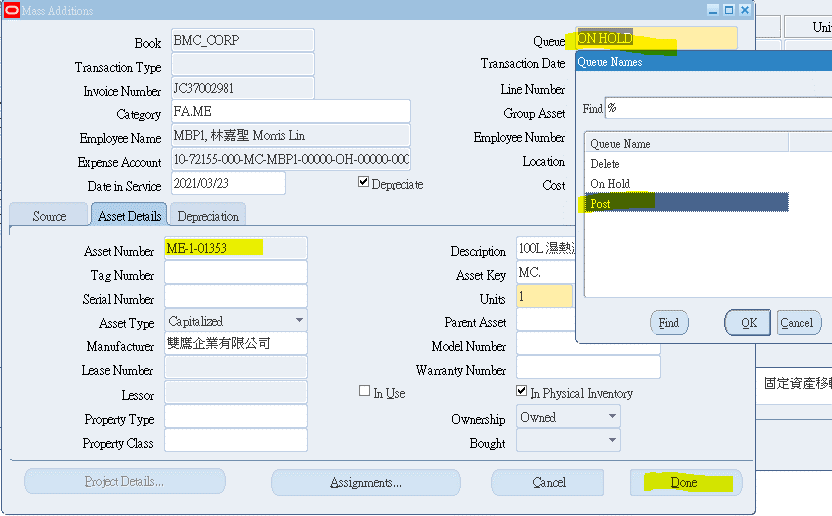 Mass Additions
Book BMC_CORP
Queue ON HOLD
Transaction Type
Transaction Date
Invoice Number JC37002981
Line Number
Category FA.ME
Group Asset
Employee Name MBP1, 林嘉聖 Morris Lin
Employee Number
Expense Account 10-72155-000-MC-MBP1-00000-OH-00000-000
Location
Date in Service 2021/03/23
Depreciate
Cost
Source Asset Details Depreciation
Asset Number ME-1-01353
Description 100L 濕熱
Tag Number
Asset Key MC.
Serial Number
Units 1
Asset Type Capitalized
Parent Asset
Manufacturer 雙鷹企業有限公司
Model Number
Lease Number
Warranty Number
Lessor
In Use
In Physical Inventory
Property Type
Ownership Owned
Property Class
Bought
Project Details...
Assignments...
Cancel
Done
Queue Names
Find %
Queue Name
Delete
On Hold
Post
Find
OK
Cancel
Uni
固定資產移